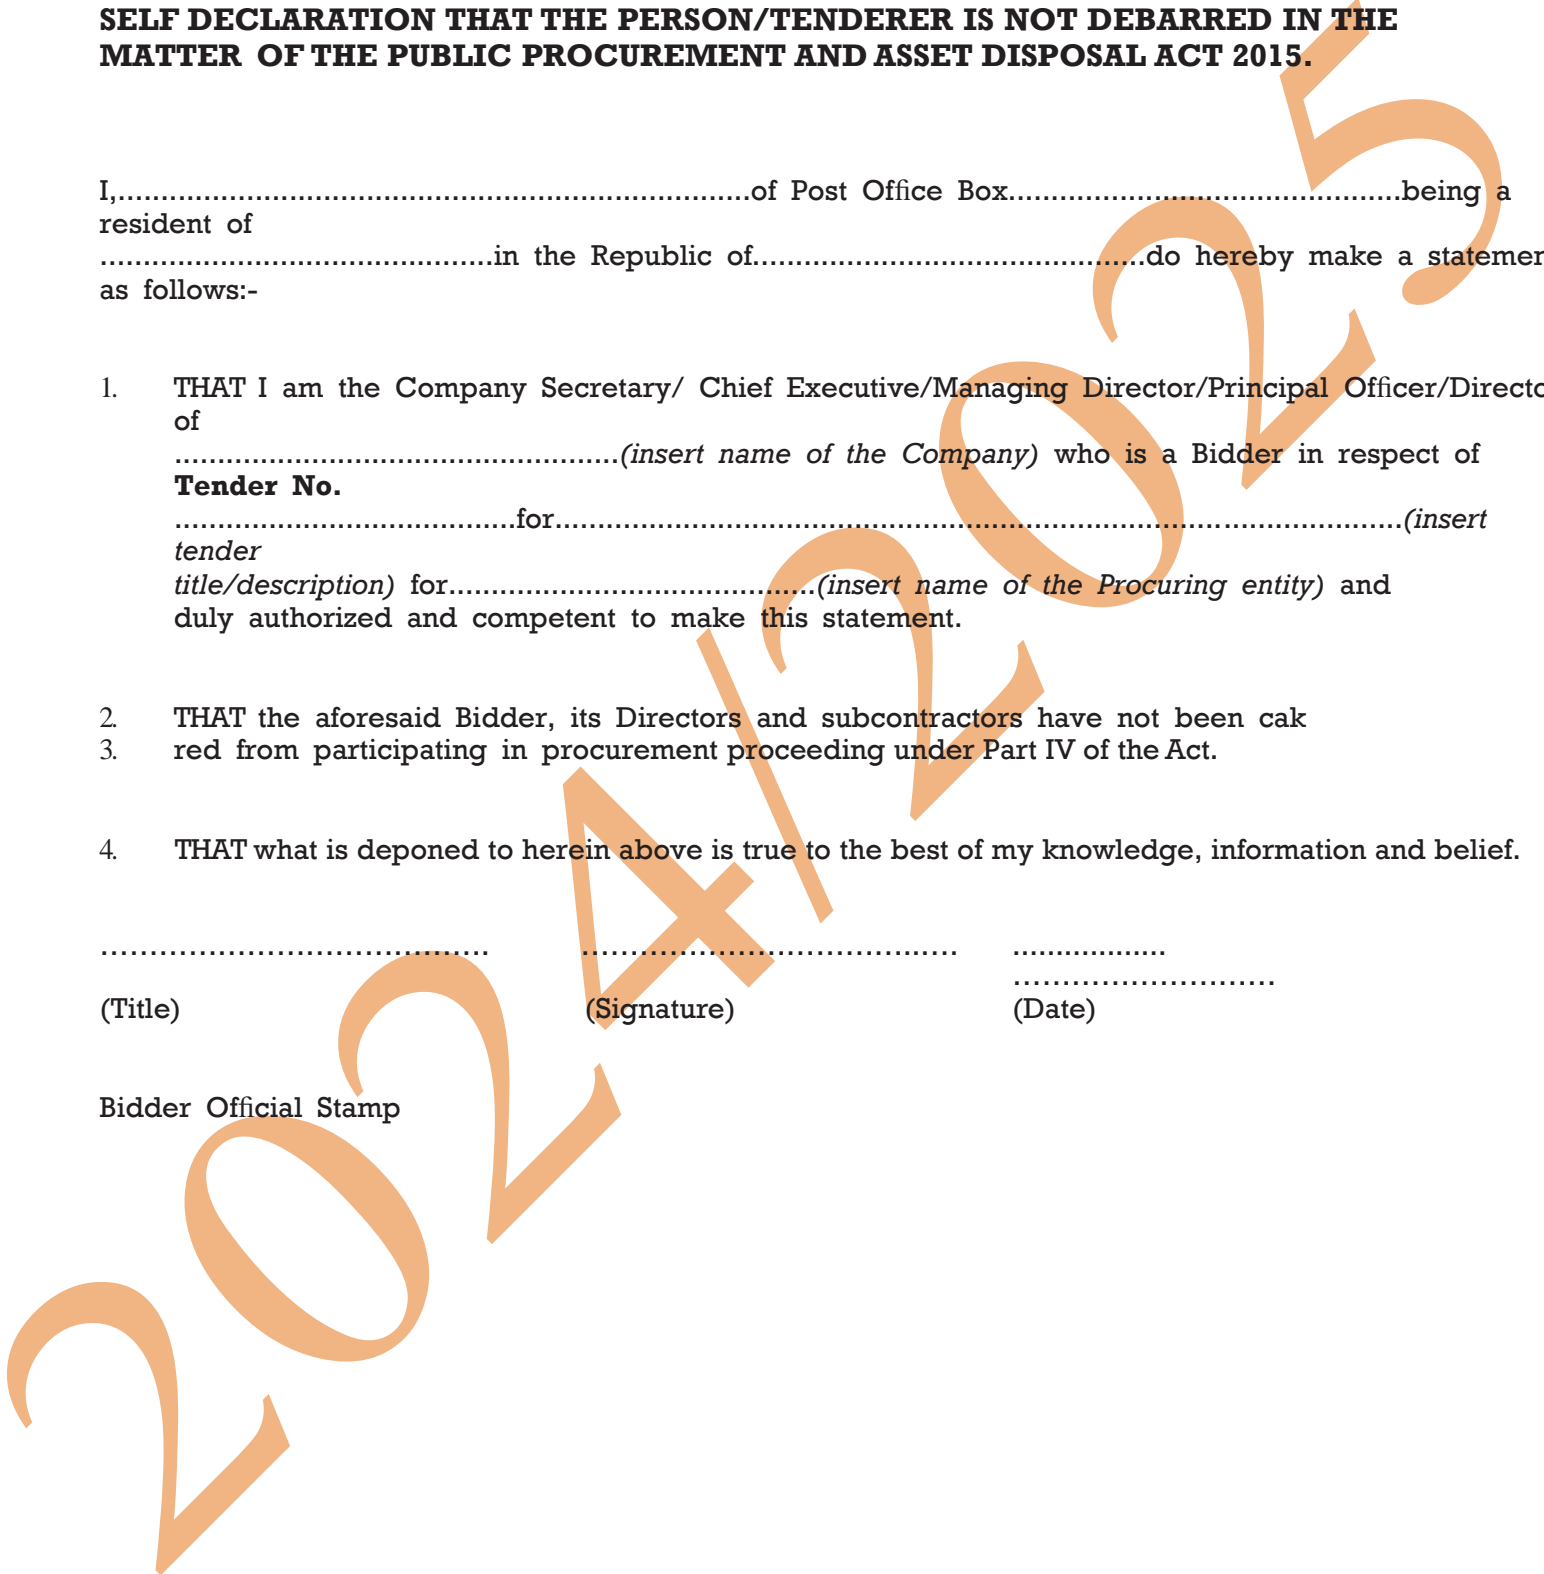 SELF DECLARATION THAT THE PERSON/TENDERER IS NOT DEBARRED IN THE
MATTER OF THE PUBLIC PROCUREMENT AND ASSET DISPOSAL ACT 2015.
I,..........................................................................of Post Office Box..............................................being a
resident of
..............................................in the Republic of..............................................do hereby make a statemen
as follows:-
1. THAT I am the Company Secretary/ Chief Executive/Managing Director/Principal Officer/Directo
of
....................................................(insert name of the Company) who is a Bidder in respect of
Tender No.
........................................for...................................................................................................(insert
tender
title/description) for...........................................(insert name of the Procuring entity) and
duly authorized and competent to make this statement.
2. THAT the aforesaid Bidder, its Directors and subcontractors have not been cak
3. red from participating in procurement proceeding under Part IV of the Act.
4. THAT what is deponed to herein above is true to the best of my knowledge, information and belief.
....................................... ...................................... ..................
...........................
(Title) (Signature) (Date)
Bidder Official Stamp
2024/2025